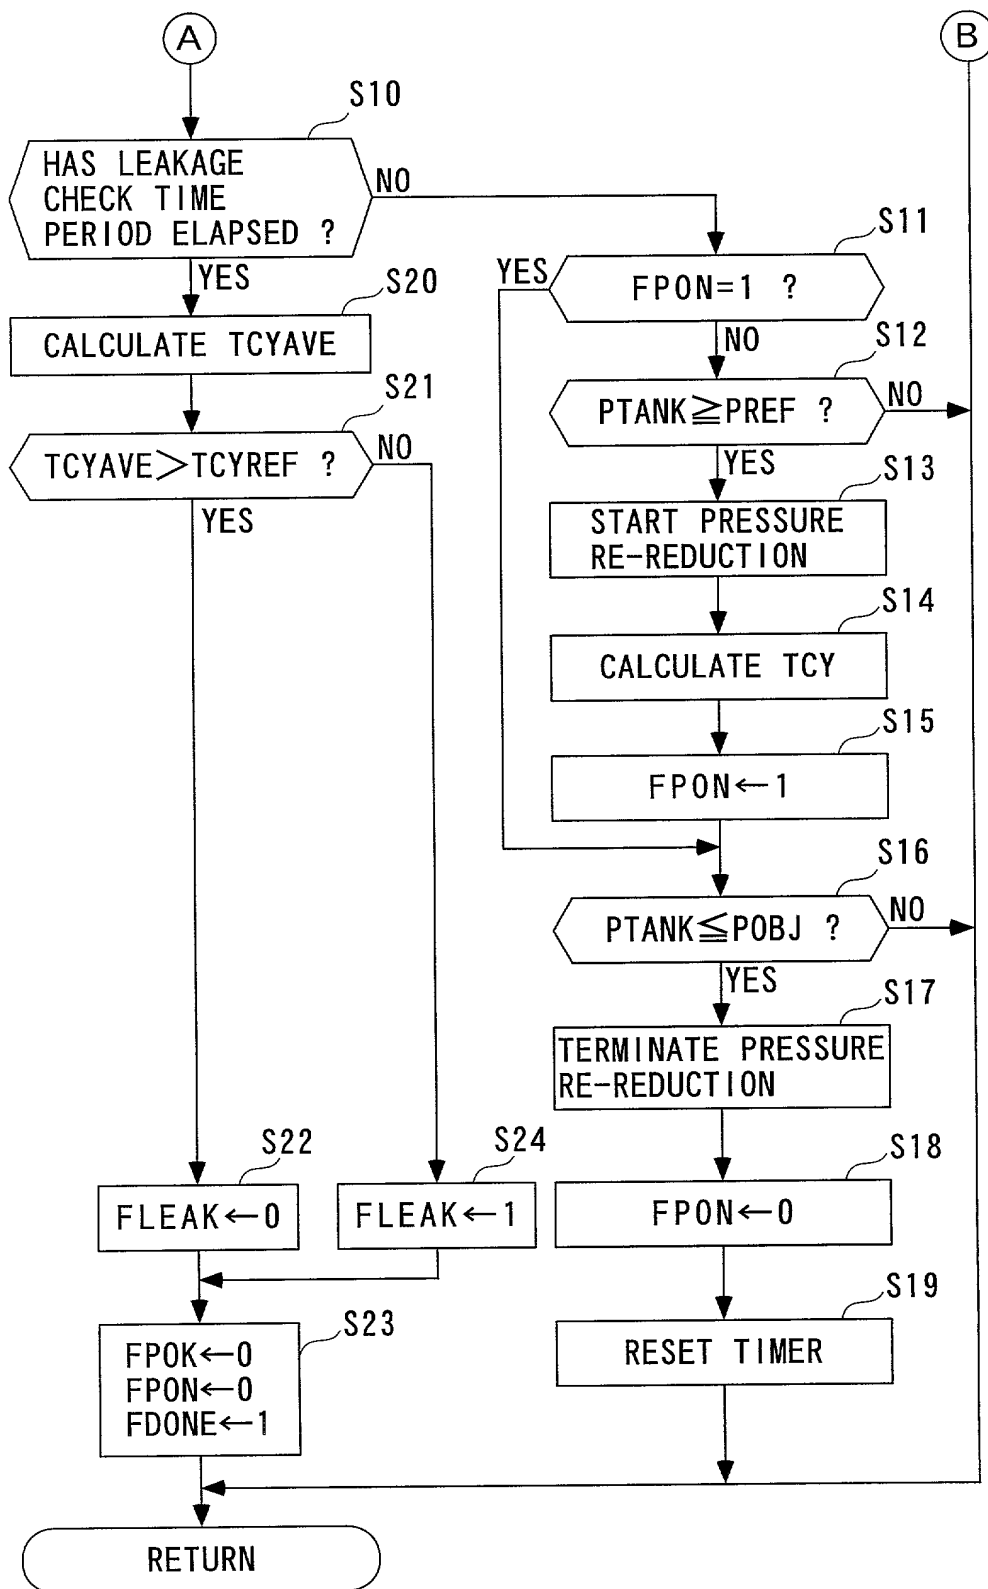 A
B
S10
HAS LEAKAGE
CHECK TIME
PERIOD ELAPSED ?
NO
YES
S11
FPON=1 ?
YES
NO
S20
CALCULATE TCYAVE
S12
PTANK≧PREF ?
NO
YES
S21
TCYAVE>TCYREF ?
NO
YES
S13
START PRESSURE
RE-REDUCTION
S14
CALCULATE TCY
S15
FPON←1
S16
PTANK≦POBJ ?
NO
YES
S17
TERMINATE PRESSURE
RE-REDUCTION
S22
FLEAK←0
S24
FLEAK←1
S18
FPON←0
S23
FPOK←0
FPON←0
FDONE←1
S19
RESET TIMER
RETURN